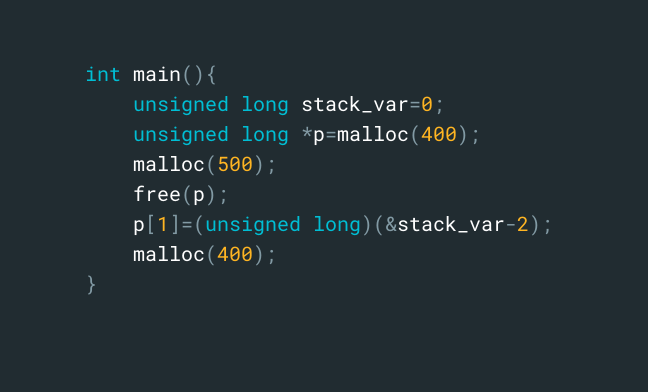 int main(){
    unsigned long stack_var=0;
    unsigned long *p=malloc(400);
    malloc(500);
    free(p);
    p[1]=(unsigned long)(&stack_var-2);
    malloc(400);
}